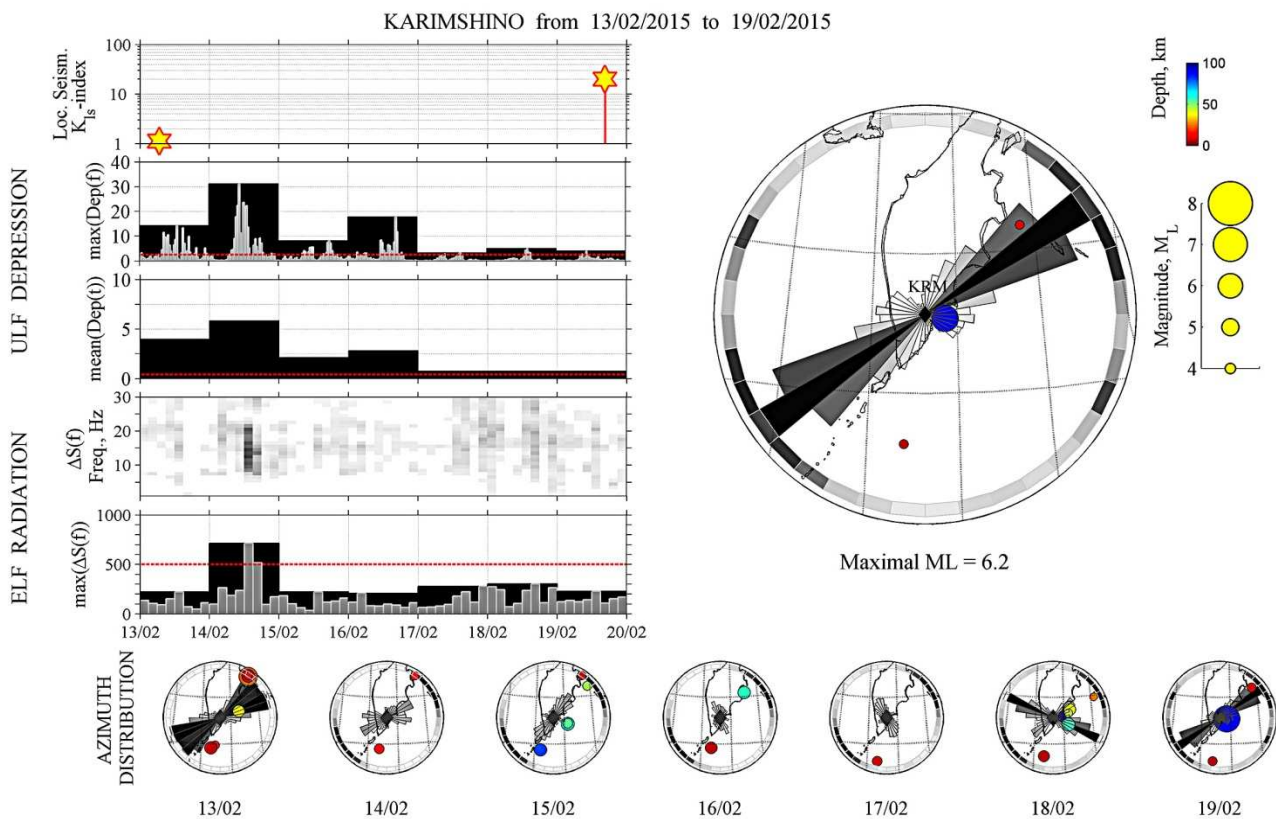 KARIMSHINO from 13/02/2015 to 19/02/2015
Loc. Seism.
K_ls
-index
100
10
1
ULF DEPRESSION
max(Dep(f))
40
30
20
10
0
mean(Dep(t))
10
5
0
ELF RADIATION
ΔS(f)
Freq., Hz
30
20
10
max(ΔS(f))
1000
500
0
13/02 14/02 15/02 16/02 17/02 18/02 19/02 20/02
KRM
Maximal ML = 6.2
Depth, km
100
50
0
Magnitude, M_L
8
7
6
5
4
AZIMUTH
DISTRIBUTION
13/02 14/02 15/02 16/02 17/02 18/02 19/02